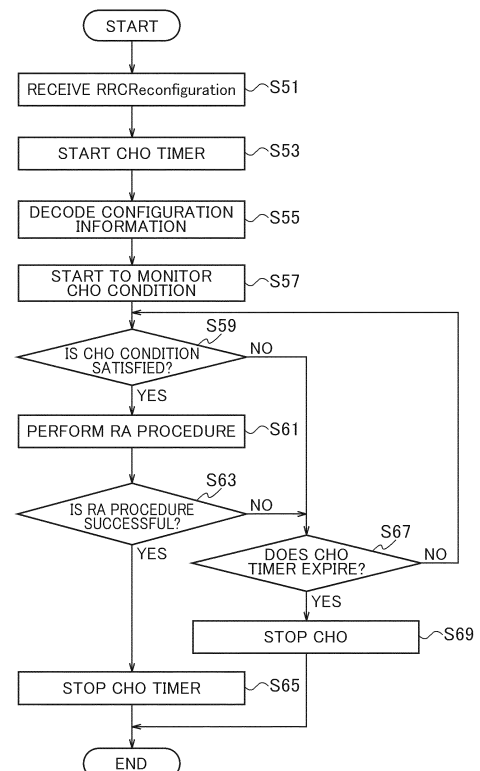 START
RECEIVE RRCReconfiguration
S51
START CHO TIMER
S53
DECODE CONFIGURATION
INFORMATION
S55
START TO MONITOR
CHO CONDITION
S57
S59
IS CHO CONDITION
SATISFIED?
NO
YES
PERFORM RA PROCEDURE
S61
S63
IS RA PROCEDURE
SUCCESSFUL?
NO
YES
S67
DOES CHO
TIMER EXPIRE?
NO
YES
STOP CHO
S69
STOP CHO TIMER
S65
END